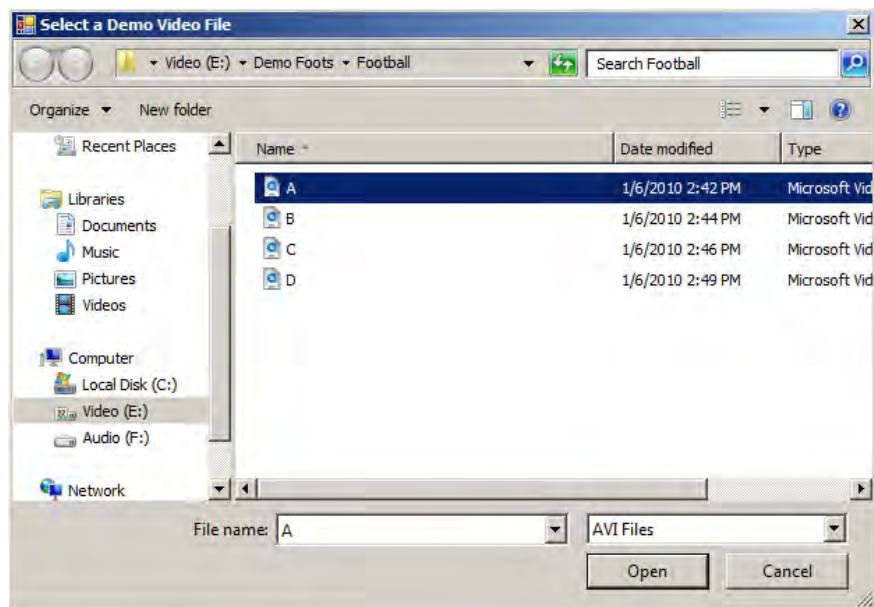 Select a Demo Video File
Video (E:) Demo Foots Football
Search Football
Organize New folder
Recent Places
Libraries
Documents
Music
Pictures
Videos
Computer
Local Disk (C:)
Video (E:)
Audio (F:)
Network
Name Date modified Type
A 1/6/2010 2:42 PM Microsoft Vid
B 1/6/2010 2:44 PM Microsoft Vid
C 1/6/2010 2:46 PM Microsoft Vid
D 1/6/2010 2:49 PM Microsoft Vid
File name: A AVI Files
Open Cancel